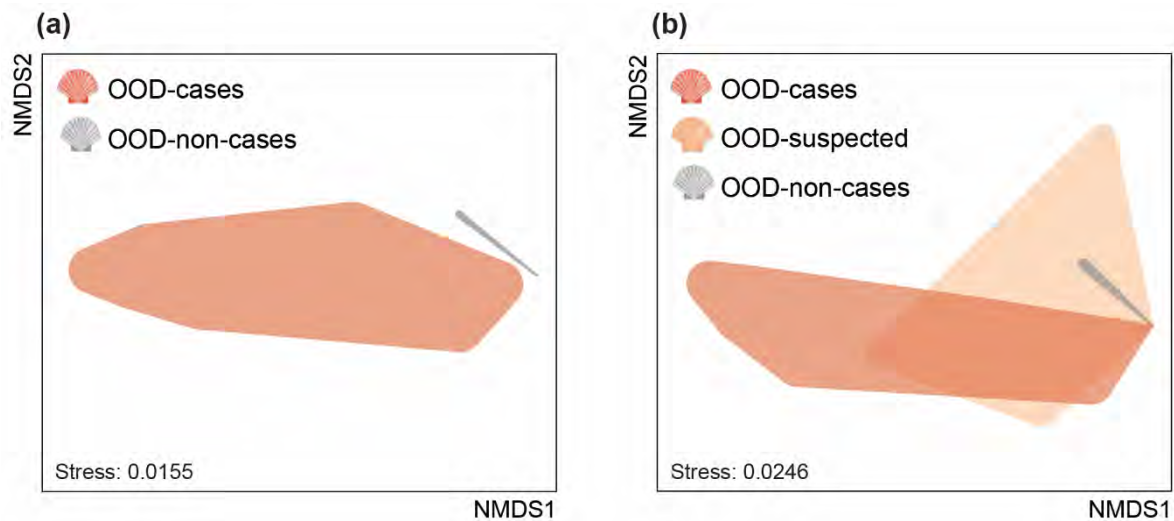 (a)
NMDS2
OOD-cases
OOD-non-cases
Stress: 0.0155
NMDS1
(b)
NMDS2
OOD-cases
OOD-suspected
OOD-non-cases
Stress: 0.0246
NMDS1